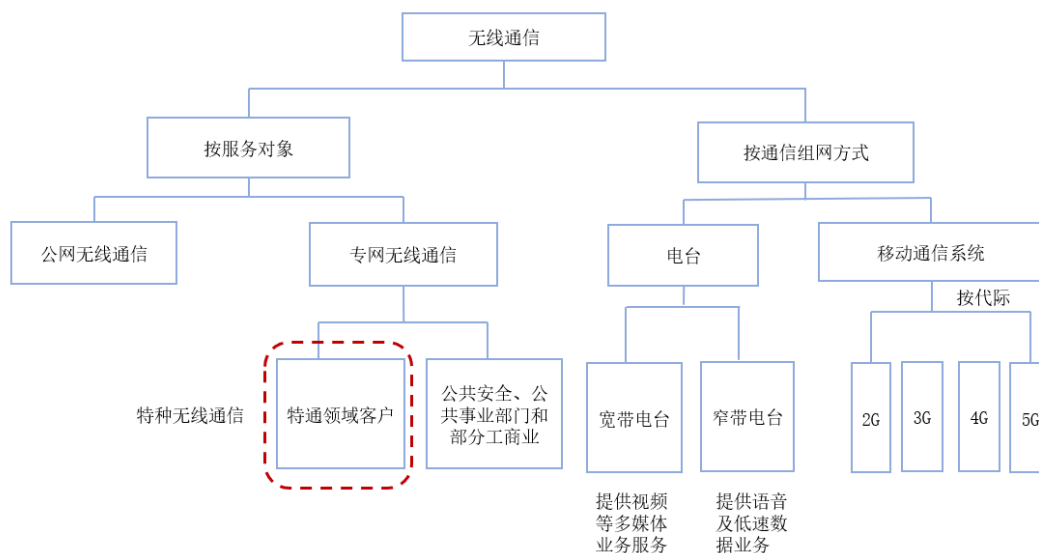 无线通信
按服务对象
按通信组网方式
公网无线通信
专网无线通信
电台
移动通信系统
按代际
特种无线通信
特通领域客户
公共安全、公
共事业部门和
部分工商业
宽带电台
窄带电台
2G
3G
4G
5G
提供视频
等多媒体
业务服务
提供语音
及低速数
据业务